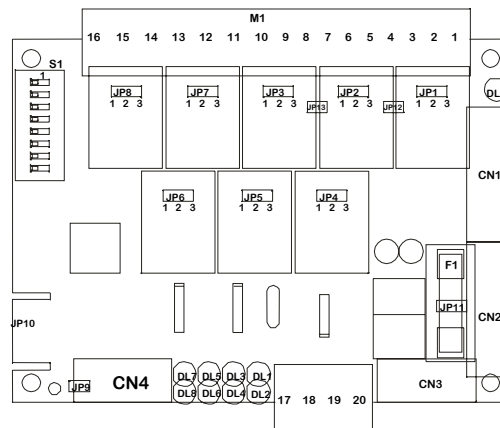 M1
16 15 14 13 12 11 10 9 8 7 6 5 4 3 2 1
S1
1
DL
JP8 JP7 JP3 JP2 JP1
1 2 3 1 2 3 1 2 3 1 2 3 1 2 3
JP13 JP12
CN1
JP6 JP5 JP4
1 2 3 1 2 3 1 2 3
F1
JP11
JP10
CN2
JP9
CN4
DL7 DL5 DL3 DL1
DL8 DL6 DL4 DL2
CN3
17 18 19 20